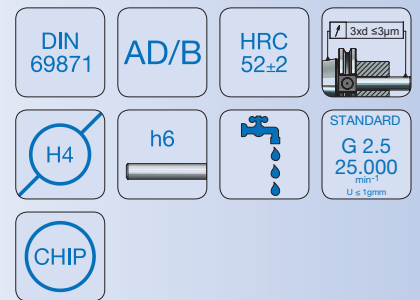 DIN
69871
AD/B
HRC
52±2
↗ 3xd ≤3µm
H4
h6
STANDARD
G 2.5
25.000
min⁻¹
U ≤ 1gmm
CHIP